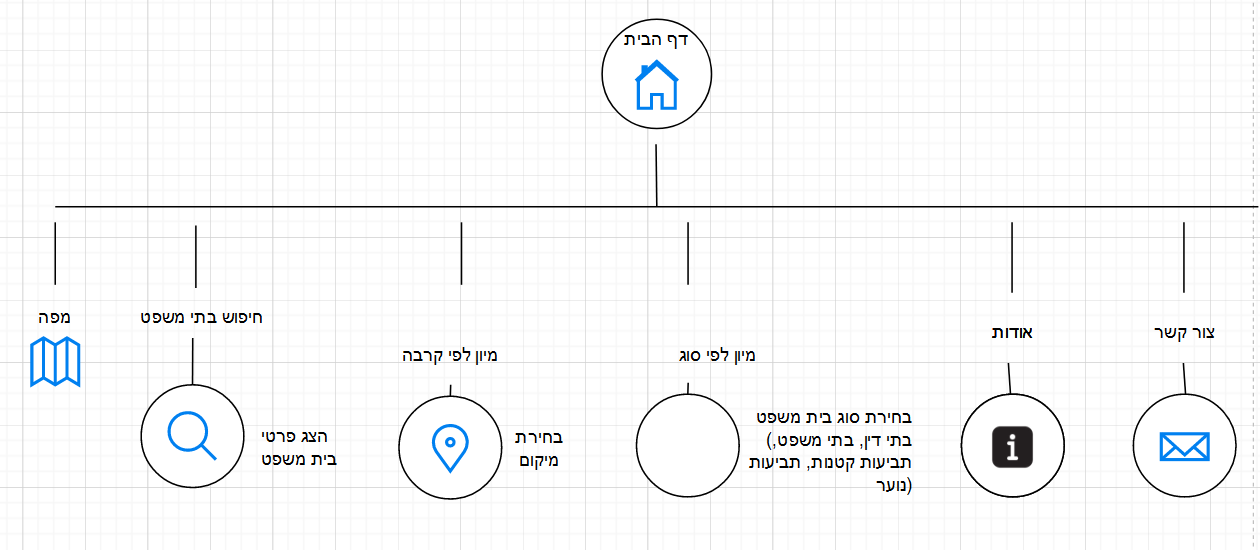 דף הבית
מפה
חיפוש בתי משפט
הצג פרטי
בית משפט
מיון לפי קרבה
בחירת
מיקום
מיון לפי סוג
בחירת סוג בית משפט
בתי דין, בתי משפט,)
תביעות קטנות, תביעות
(נוער
אודות
צור קשר